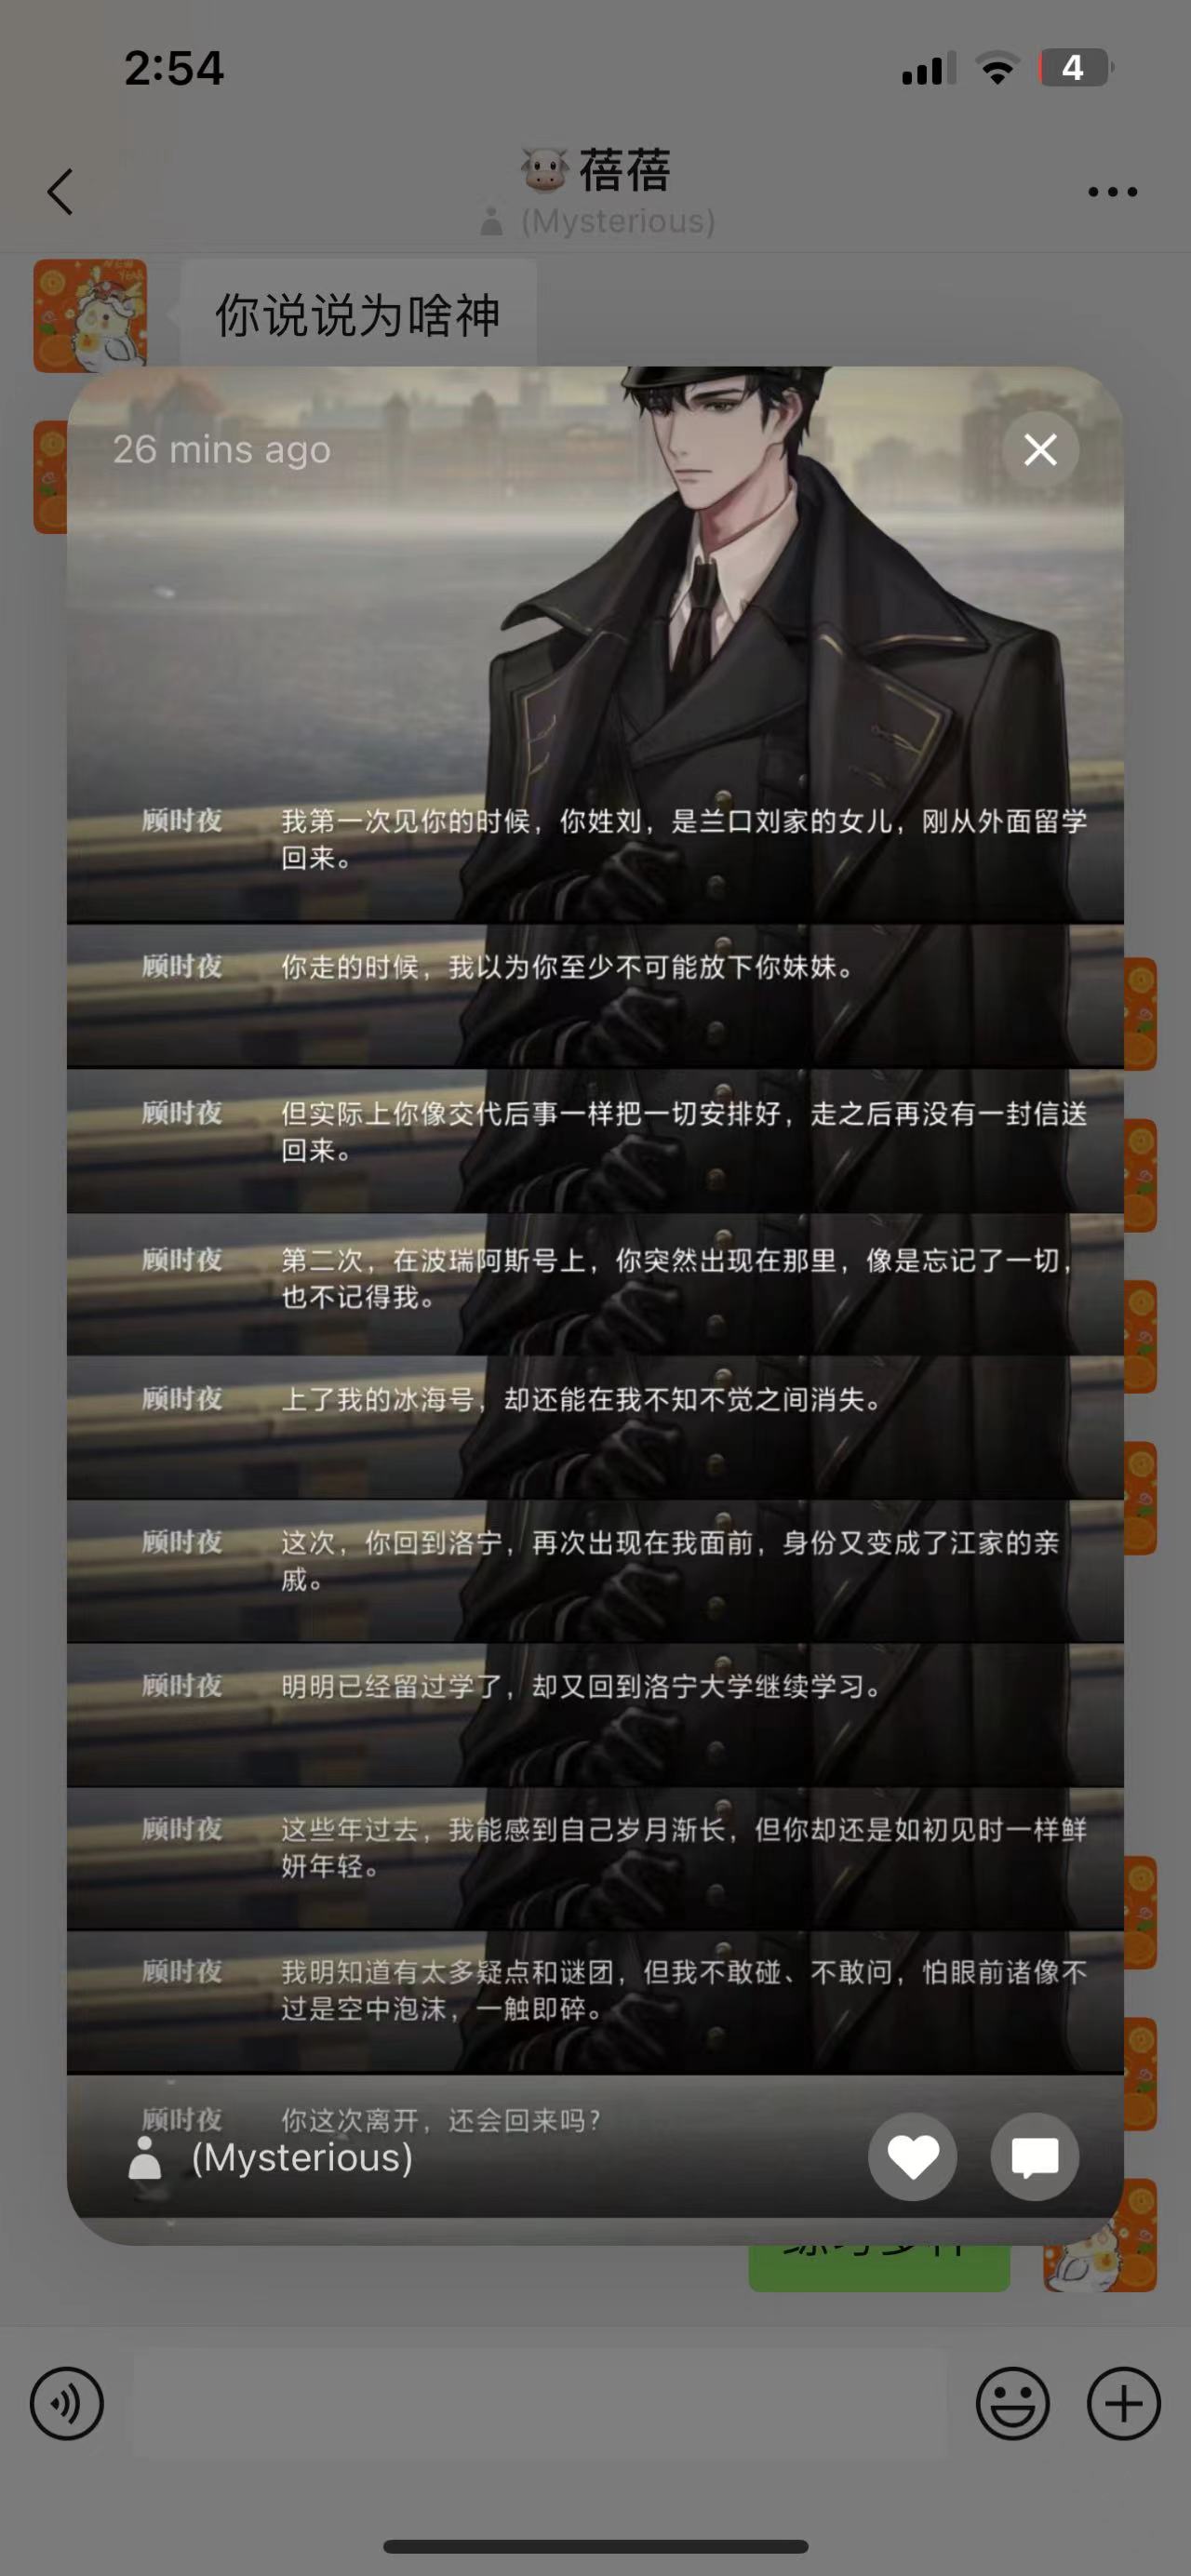 2:54
4
蓓蓓
(Mysterious)
你说说为啥神
26 mins ago
顾时夜 我第一次见你的时候，你姓刘，是兰口刘家的女儿，刚从外面留学
回来。
顾时夜 你走的时候，我以为你至少不可能放下你妹妹。
顾时夜 但实际上你像交代后事一样把一切安排好，走之后再没有一封信送
回来。
顾时夜 第二次，在波瑞阿斯号上，你突然出现在那里，像是忘记了一切，
也不记得我。
顾时夜 上了我的冰海号，却还能在我不知不觉之间消失。
顾时夜 这次，你回到洛宁，再次出现在我面前，身份又变成了江家的亲
戚。
顾时夜 明明已经留过学了，却又回到洛宁大学继续学习。
顾时夜 这些年过去，我能感到自己岁月渐长，但你却还是如初见时一样鲜
妍年轻。
顾时夜 我明知道有太多疑点和谜团，但我不敢碰、不敢问，怕眼前诸像不
过是空中泡沫，一触即碎。
顾时夜 你这次离开，还会回来吗？
(Mysterious)